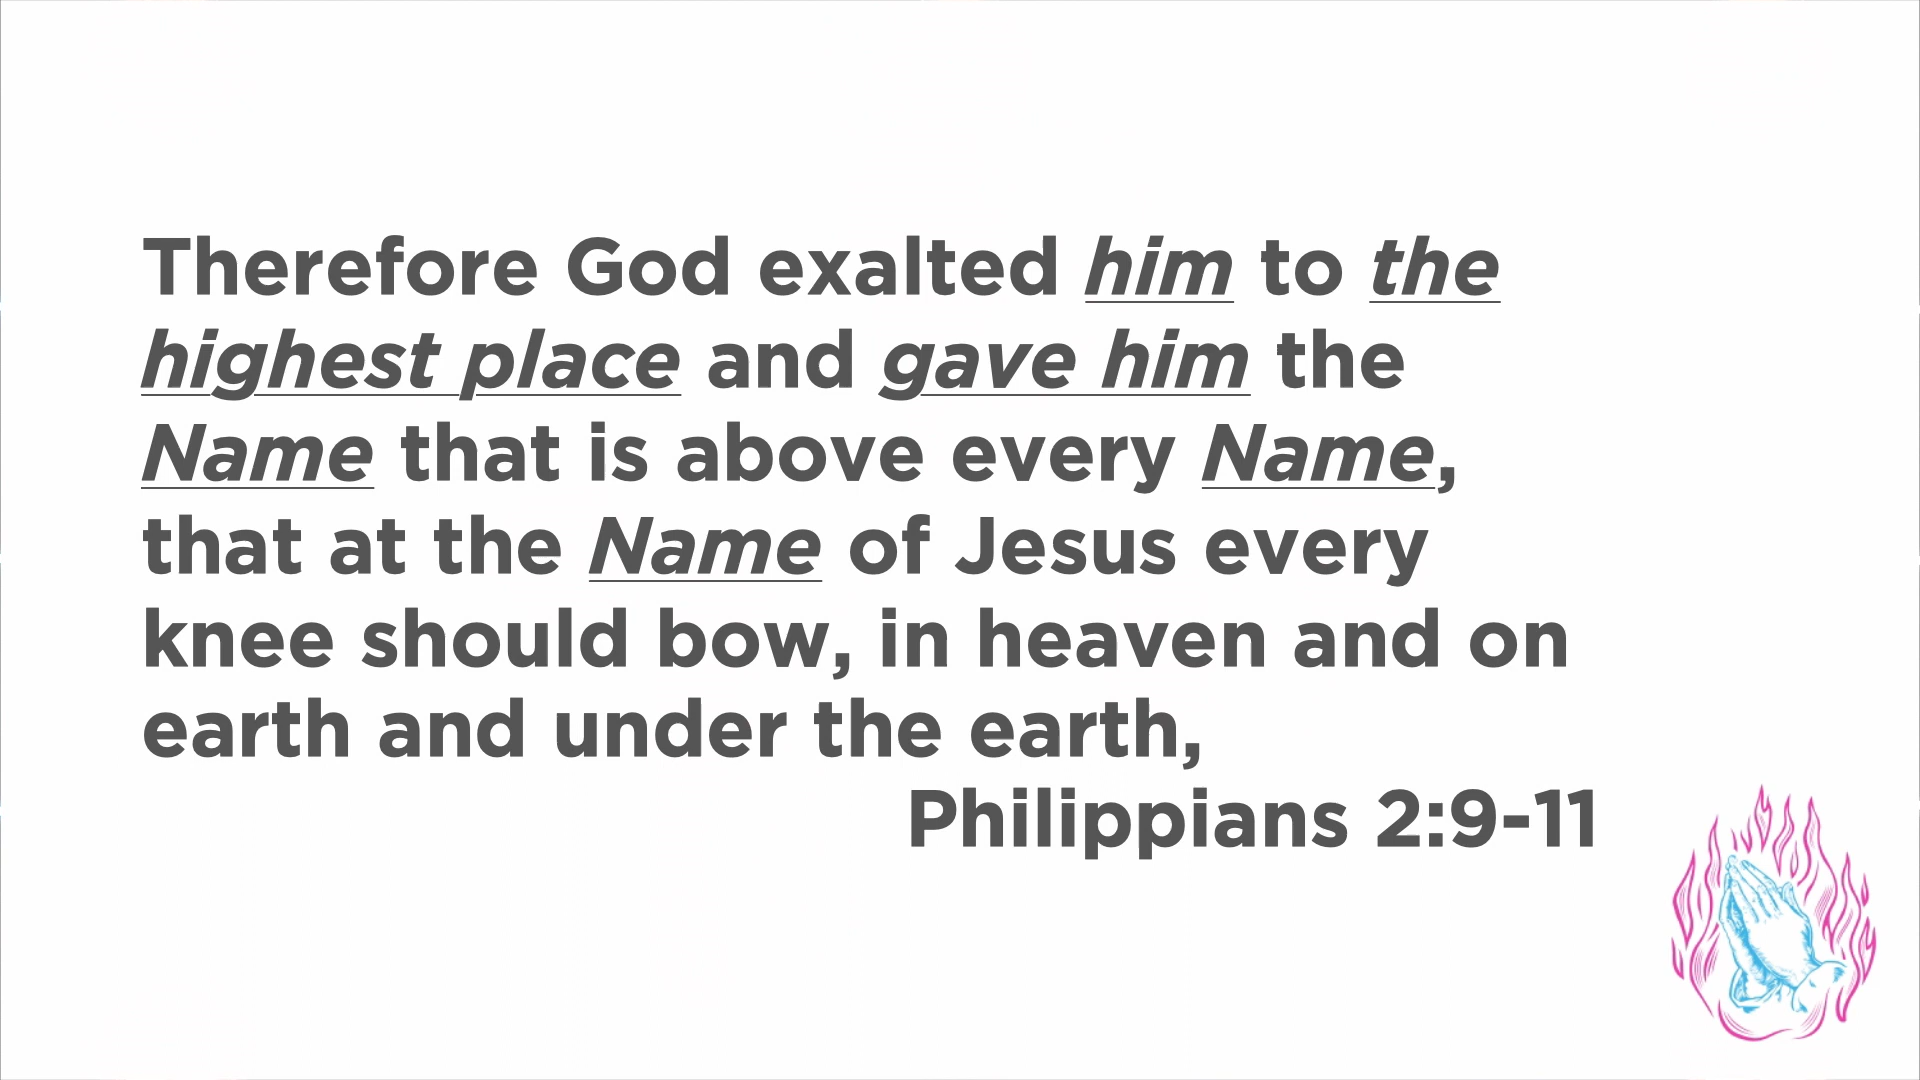 Therefore God exalted him to the
highest place and gave him the
Name that is above every Name,
that at the Name of Jesus every
knee should bow, in heaven and on
earth and under the earth,
Philippians 2:9-11